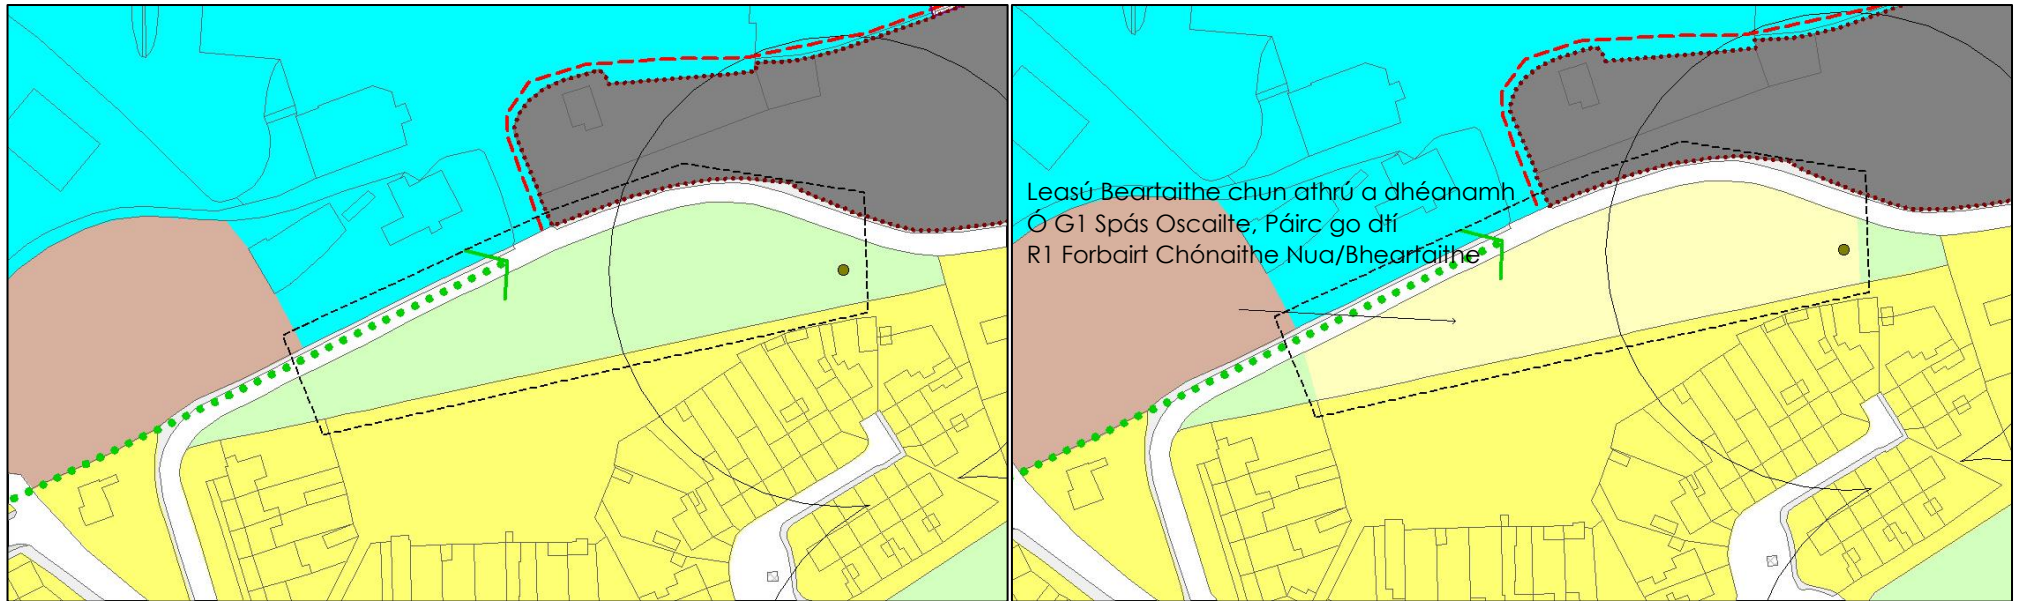 Leasú Beartaithe chun athrú a dhéanamh
Ó G1 Spás Oscailte, Páirc go dtí
R1 Forbairt Chónaithe Nua/Bheartaithe